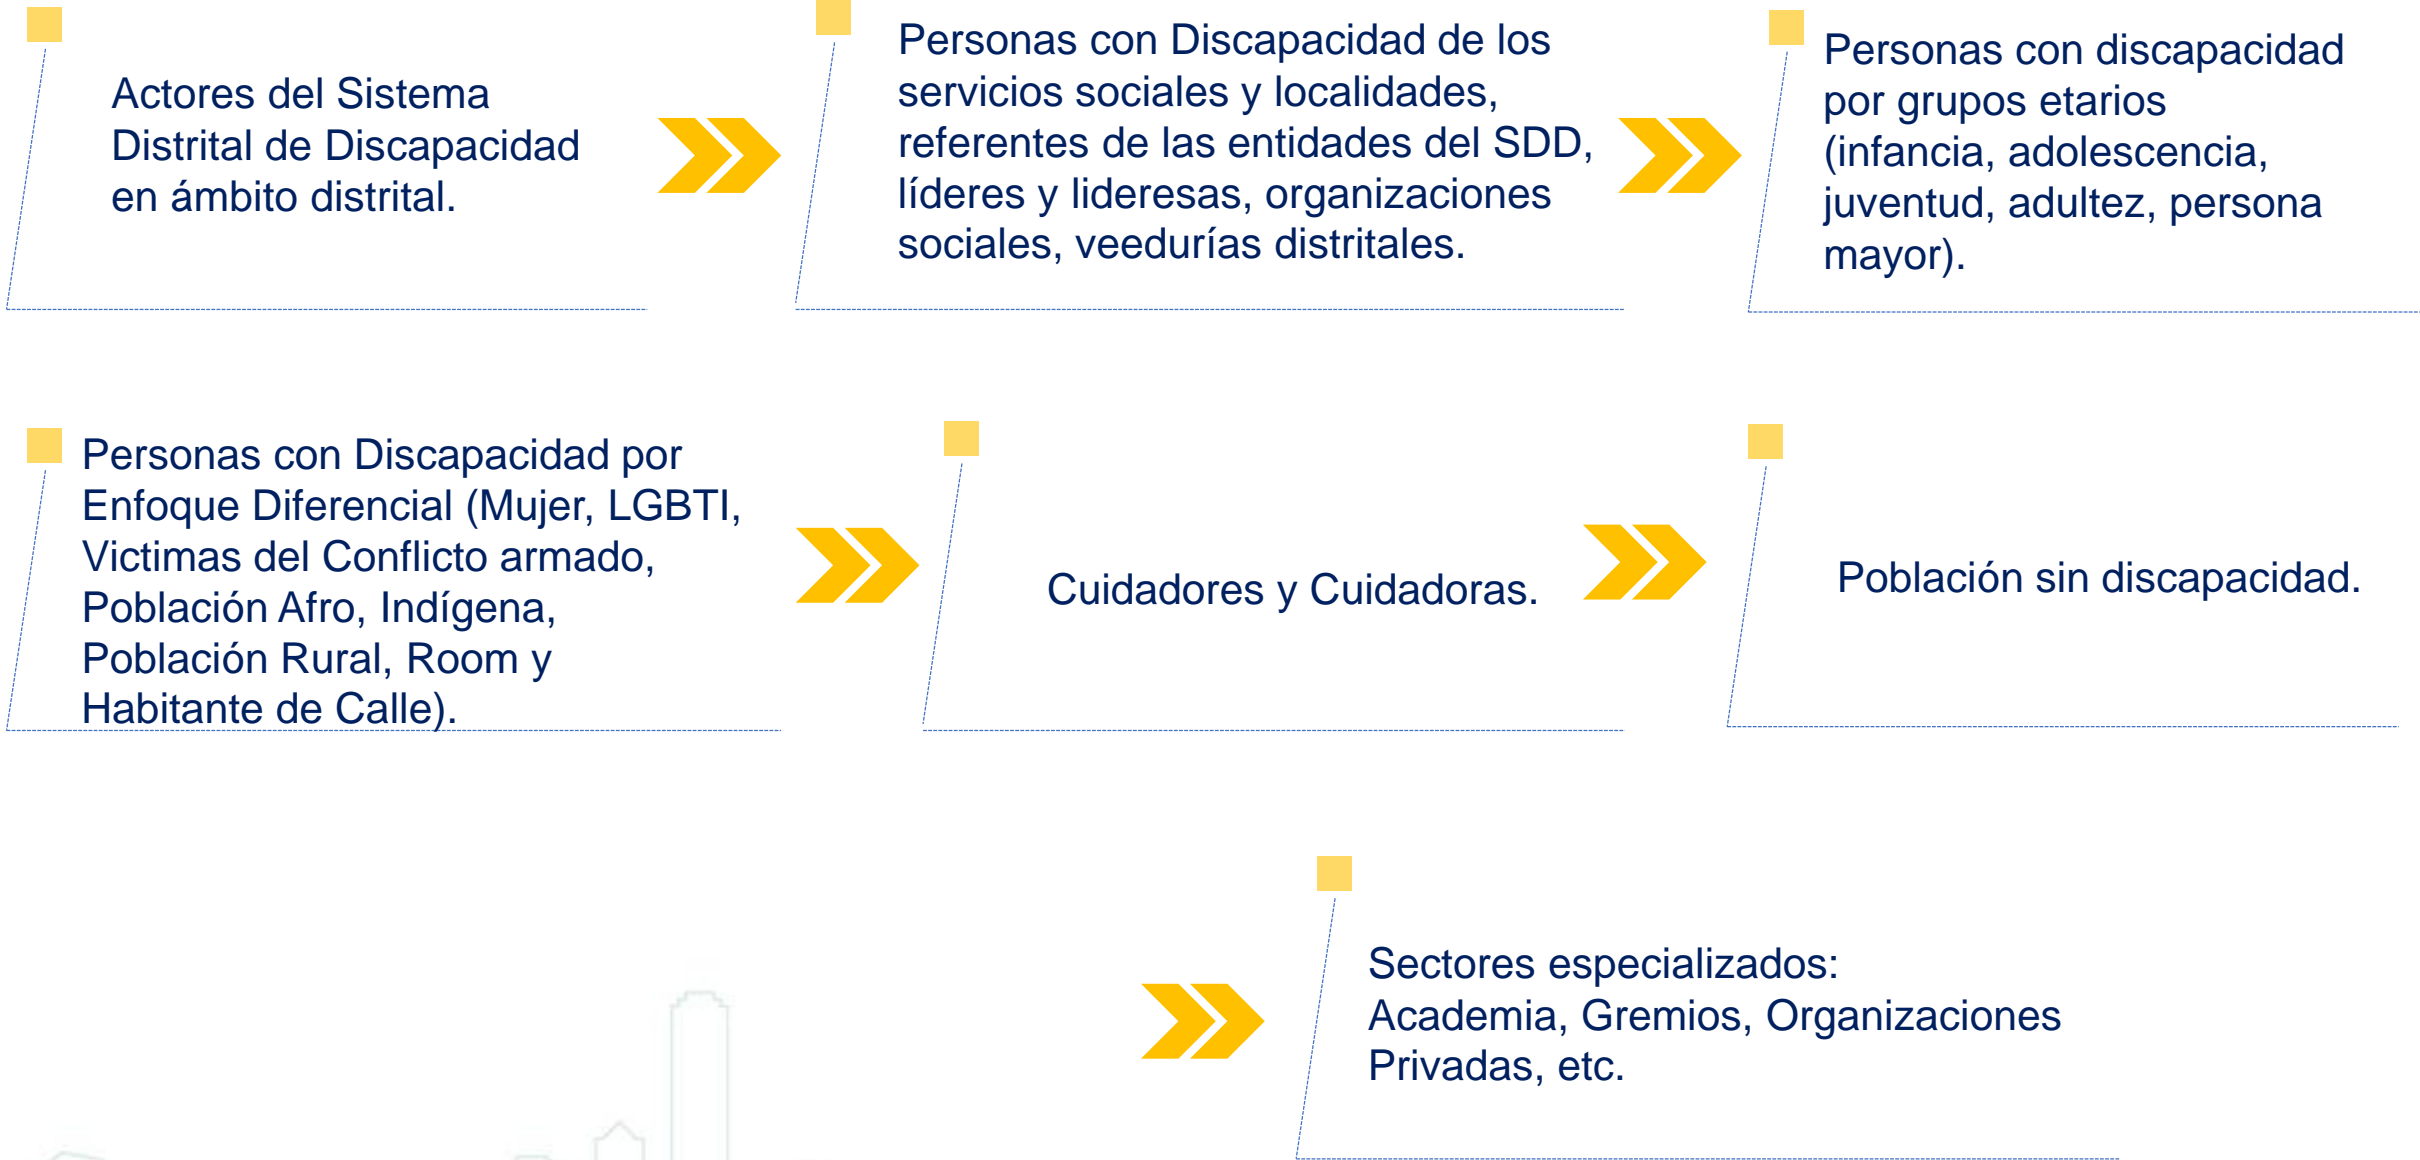 Actores del Sistema
Distrital de Discapacidad
en ámbito distrital.
Personas con Discapacidad de los
servicios sociales y localidades,
referentes de las entidades del SDD,
líderes y lideresas, organizaciones
sociales, veedurías distritales.
Personas con discapacidad
por grupos etarios
(infancia, adolescencia,
juventud, adultez, persona
mayor).
Personas con Discapacidad por
Enfoque Diferencial (Mujer, LGBTI,
Victimas del Conflicto armado,
Población Afro, Indígena,
Población Rural, Room y
Habitante de Calle).
Cuidadores y Cuidadoras.
Población sin discapacidad.
Sectores especializados:
Academia, Gremios, Organizaciones
Privadas, etc.